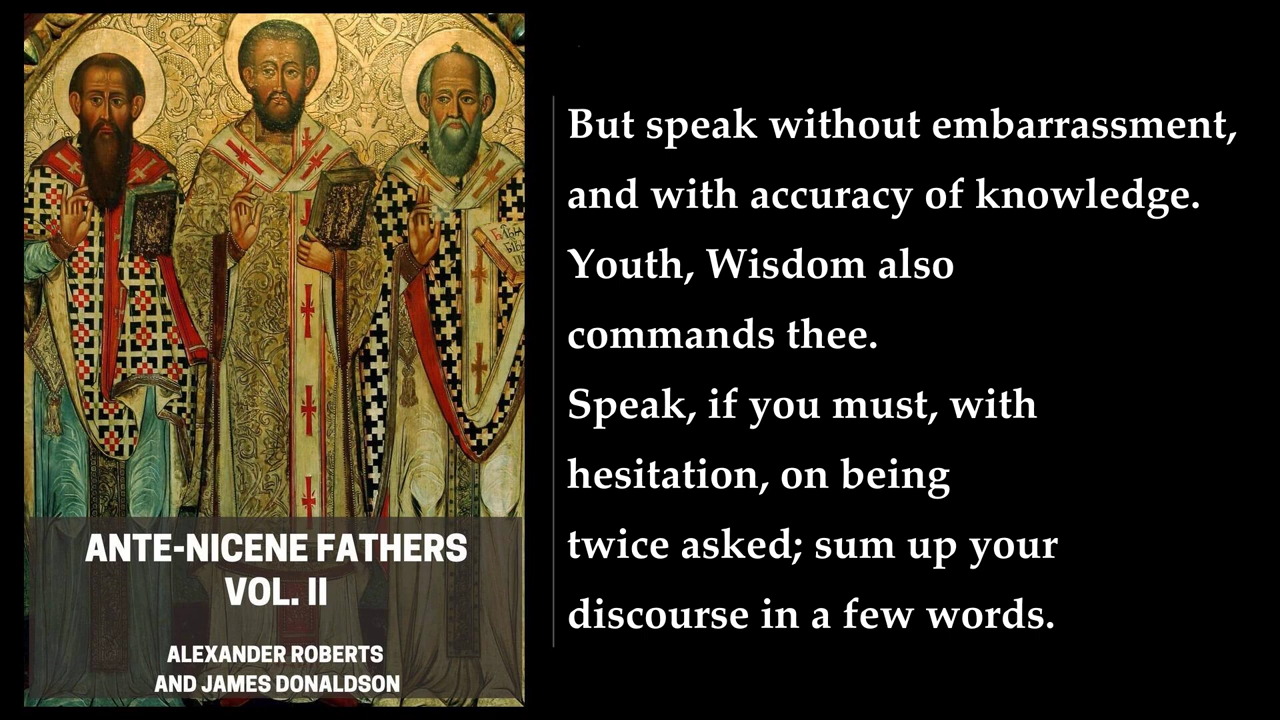 ANTE-NICENE FATHERS
VOL. II
ALEXANDER ROBERTS
AND JAMES DONALDSON
But speak without embarrassment,
and with accuracy of knowledge.
Youth, Wisdom also
commands thee.
Speak, if you must, with
hesitation, on being
twice asked; sum up your
discourse in a few words.